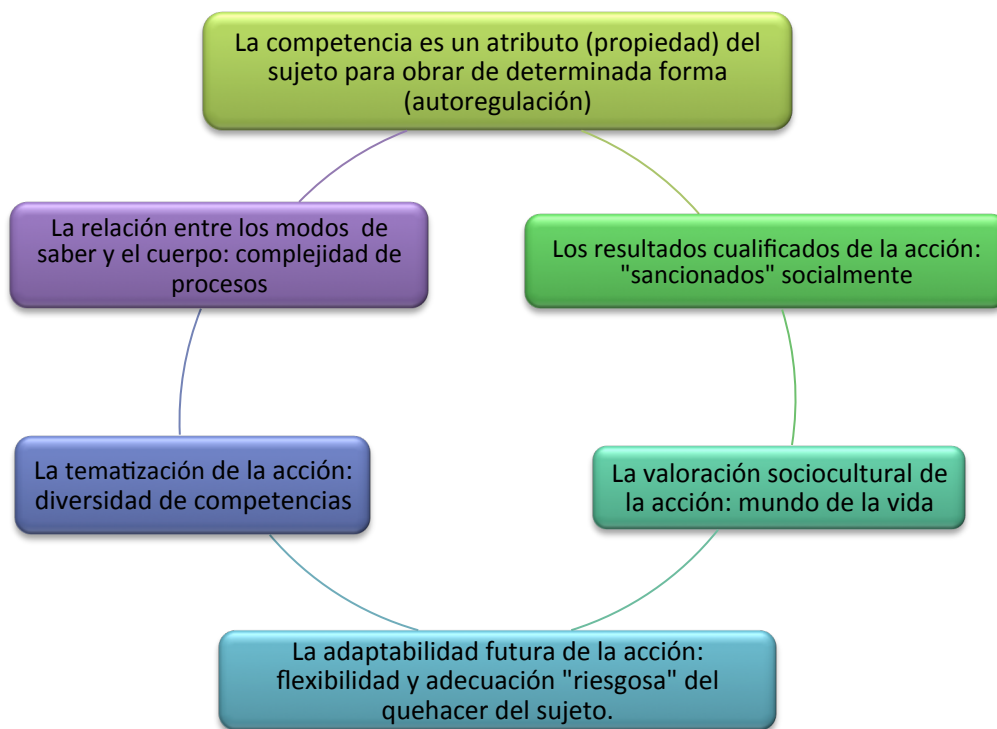 La competencia es un atributo (propiedad) del
sujeto para obrar de determinada forma
(autoregulación)
La relación entre los modos de
saber y el cuerpo: complejidad de
procesos
Los resultados cualificados de la acción:
"sancionados" socialmente
La tematización de la acción:
diversidad de competencias
La valoración sociocultural de
la acción: mundo de la vida
La adaptabilidad futura de la acción:
flexibilidad y adecuación "riesgosa" del
quehacer del sujeto.